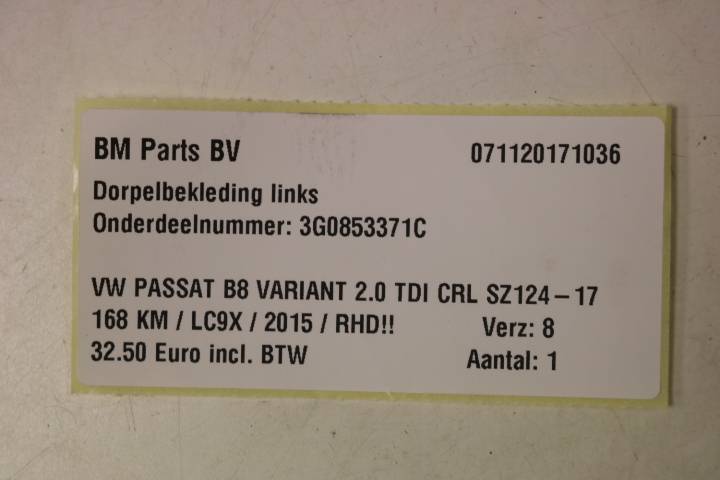 BM Parts BV 071120171036
Dorpelbekleding links
Onderdeelnummer: 3G0853371C
VW PASSAT B8 VARIANT 2.0 TDI CRL SZ124-17
168 KM / LC9X / 2015 / RHD!! Verz: 8
32.50 Euro incl. BTW Aantal: 1